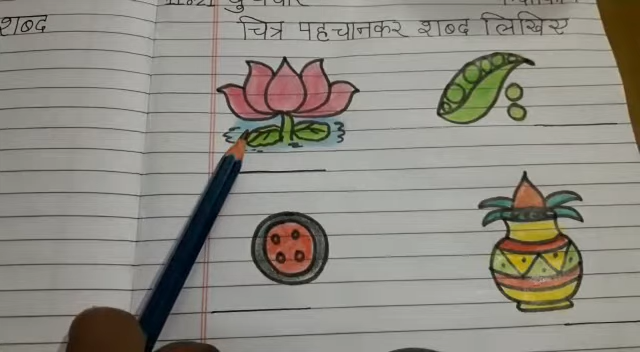 शब्द
चित्र पहचानकर शब्द लिखिए